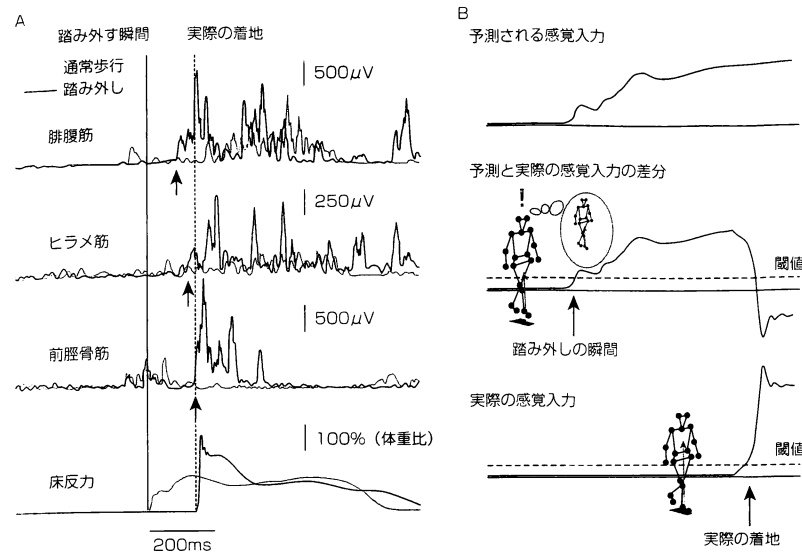 A
踏み外す瞬間
実際の着地
通常歩行
踏み外し
500μV
腓腹筋
250μV
ヒラメ筋
500μV
前脛骨筋
100%（体重比）
床反力
200ms
B
予測される感覚入力
予測と実際の感覚入力の差分
!
閾値
踏み外しの瞬間
実際の感覚入力
閾値
実際の着地